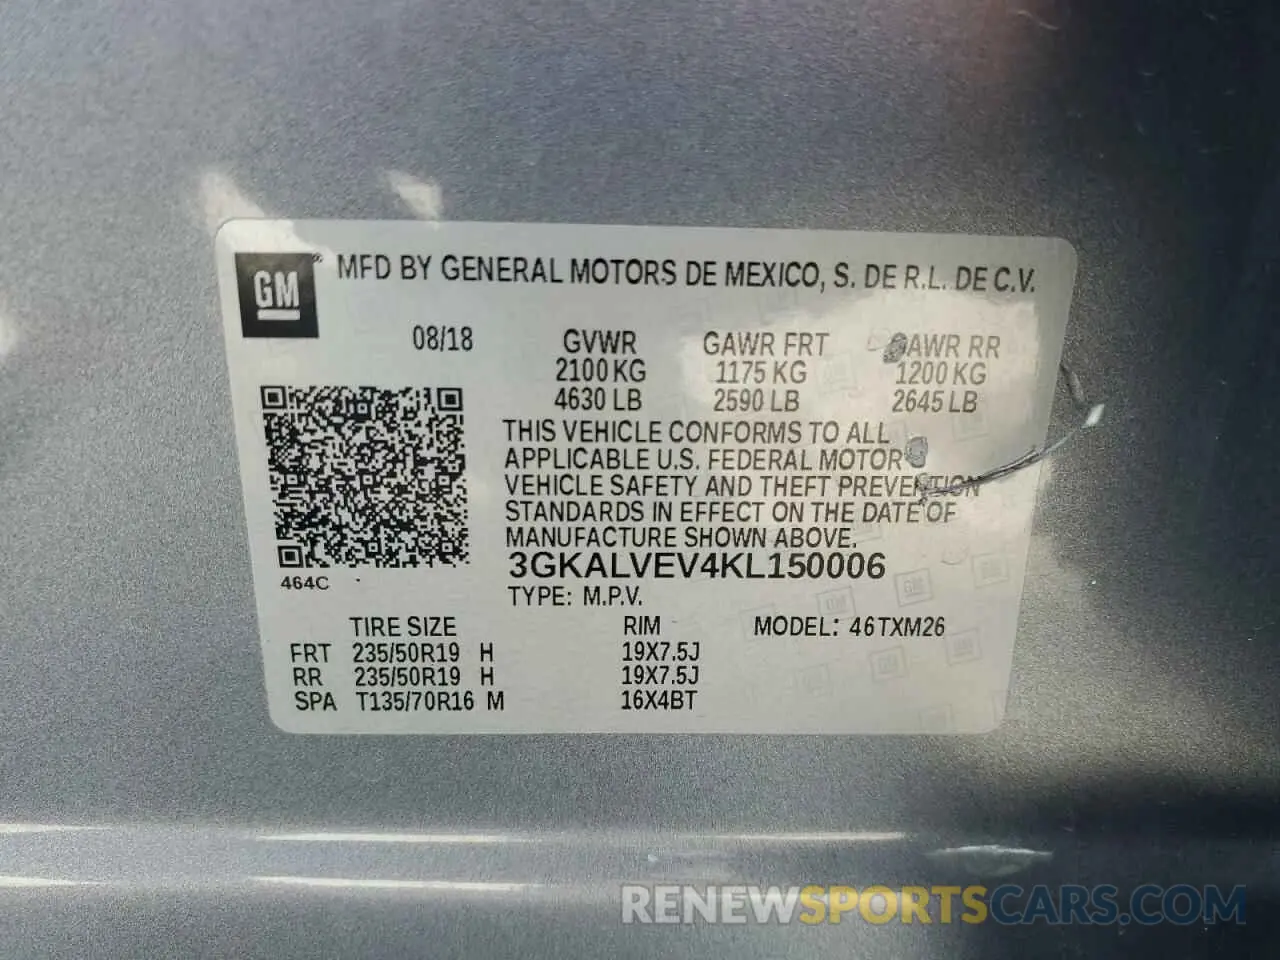 GM
MFD BY GENERAL MOTORS DE MEXICO, S. DE R.L. DE C.V.
08/18 GVWR GAWR FRT GAWR RR
2100 KG 1175 KG 1200 KG
4630 LB 2590 LB 2645 LB
THIS VEHICLE CONFORMS TO ALL
APPLICABLE U.S. FEDERAL MOTOR
VEHICLE SAFETY AND THEFT PREVENTION
STANDARDS IN EFFECT ON THE DATE OF
MANUFACTURE SHOWN ABOVE.
3GKALVEV4KL150006
464C
TYPE: M.P.V.
TIRE SIZE RIM MODEL: 46TXM26
FRT 235/50R19 H 19X7.5J
RR 235/50R19 H 19X7.5J
SPA T135/70R16 M 16X4BT
RENEWSPORTSCARS.COM